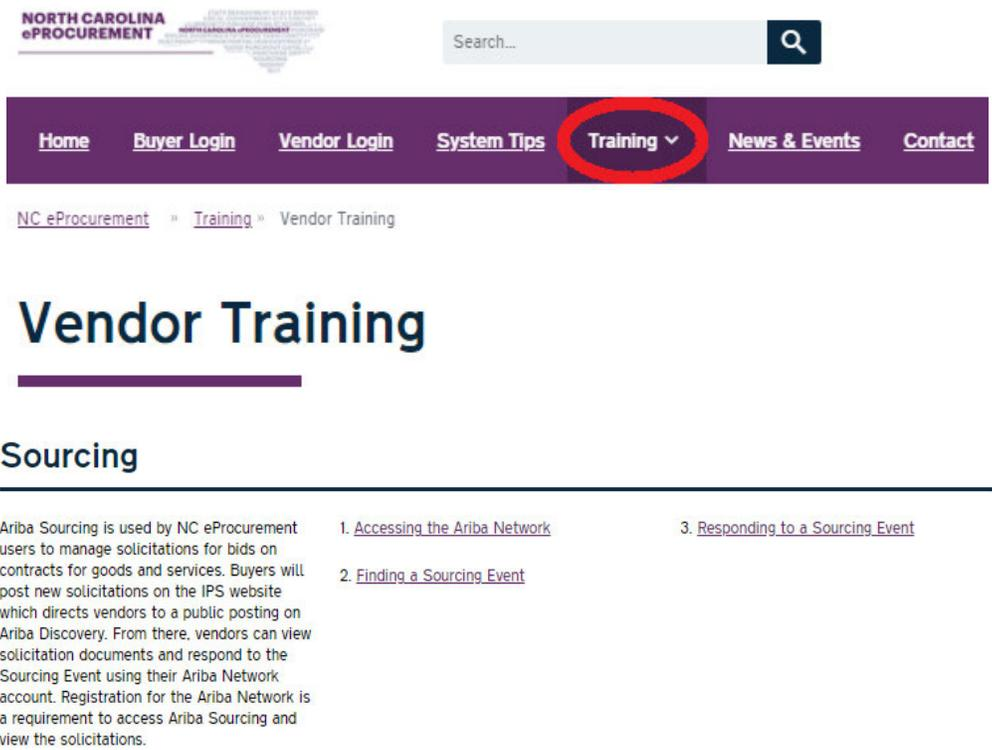 NORTH CAROLINA
ePROCUREMENT
NORTH CAROLINA ePROCUREMENT
Search...
Home Buyer Login Vendor Login System Tips Training News & Events Contact
NC eProcurement » Training » Vendor Training
Vendor Training
Sourcing
Ariba Sourcing is used by NC eProcurement
users to manage solicitations for bids on
contracts for goods and services. Buyers will
post new solicitations on the IPS website
which directs vendors to a public posting on
Ariba Discovery. From there, vendors can view
solicitation documents and respond to the
Sourcing Event using their Ariba Network
account. Registration for the Ariba Network is
a requirement to access Ariba Sourcing and
view the solicitations.
1. Accessing the Ariba Network
2. Finding a Sourcing Event
3. Responding to a Sourcing Event